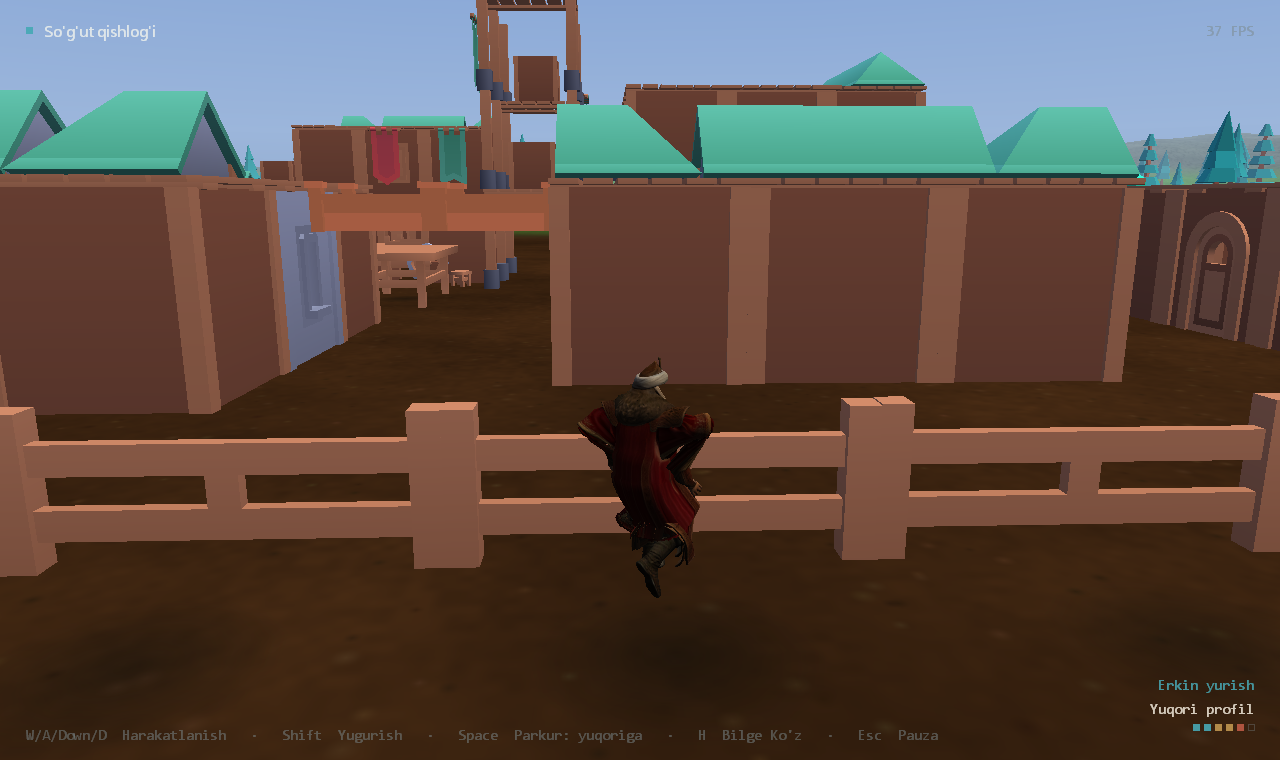 So'g'ut qishlog'i
37 FPS
Erkin yurish
Yuqori profil
W/A/Down/D Harakatlanish · Shift Yugurish · Space Parkur: yuqoriga · H Bilge Ko'z · Esc Pauza